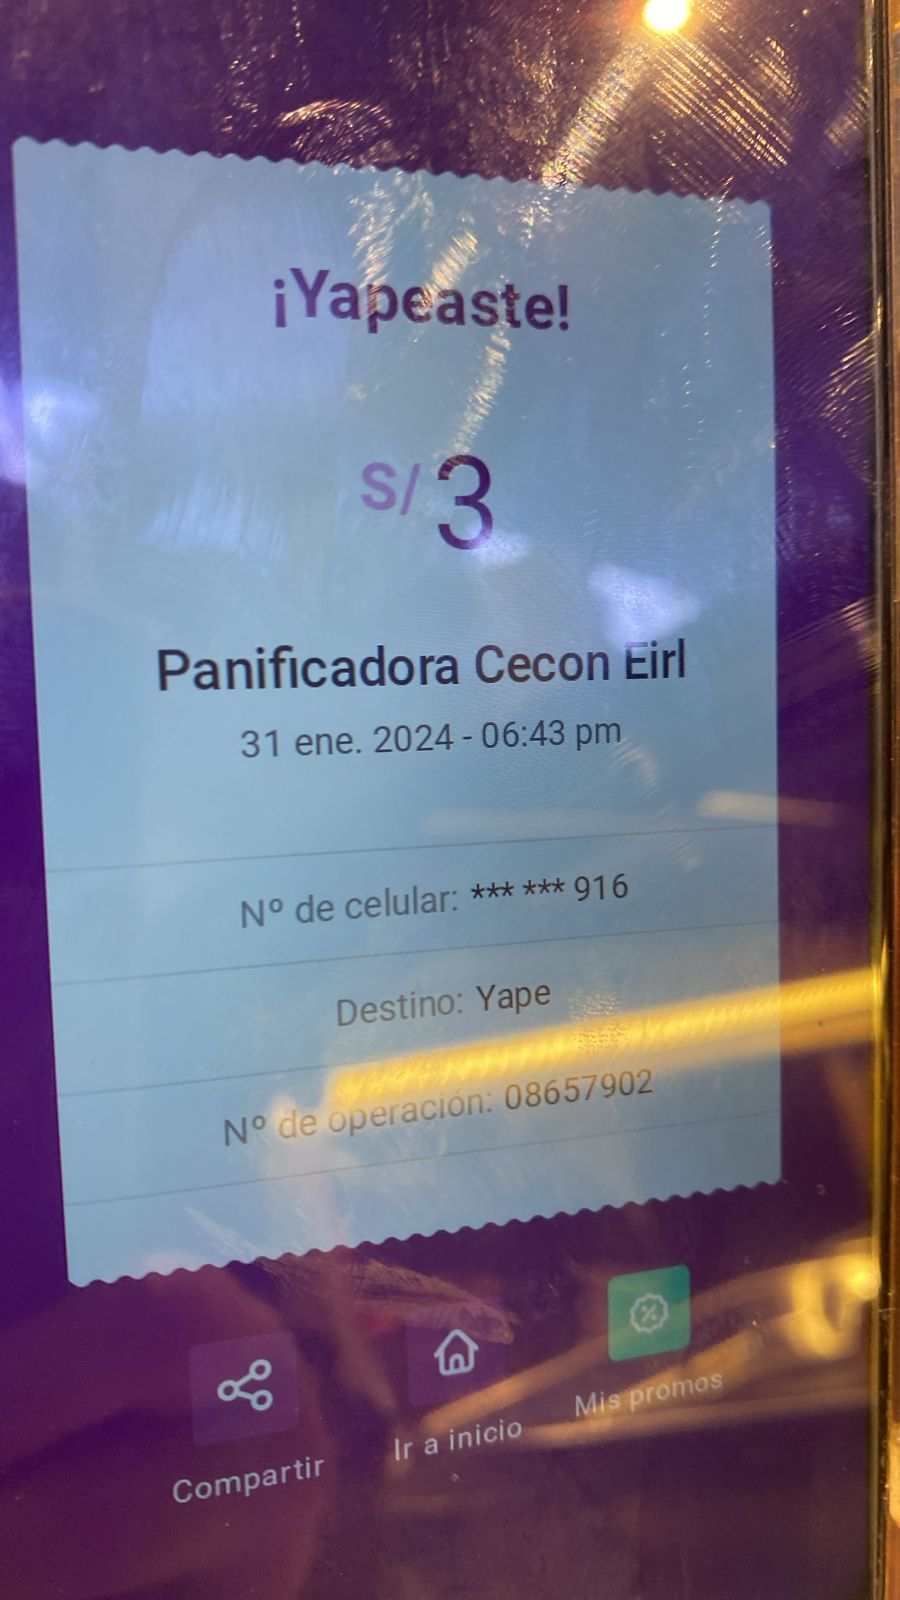 ¡Yapeaste!
S/ 3
Panificadora Cecon Eirl
31 ene. 2024 - 06:43 pm
Nº de celular: *** *** 916
Destino: Yape
Nº de operación: 08657902
Compartir
Ir a inicio
Mis promos